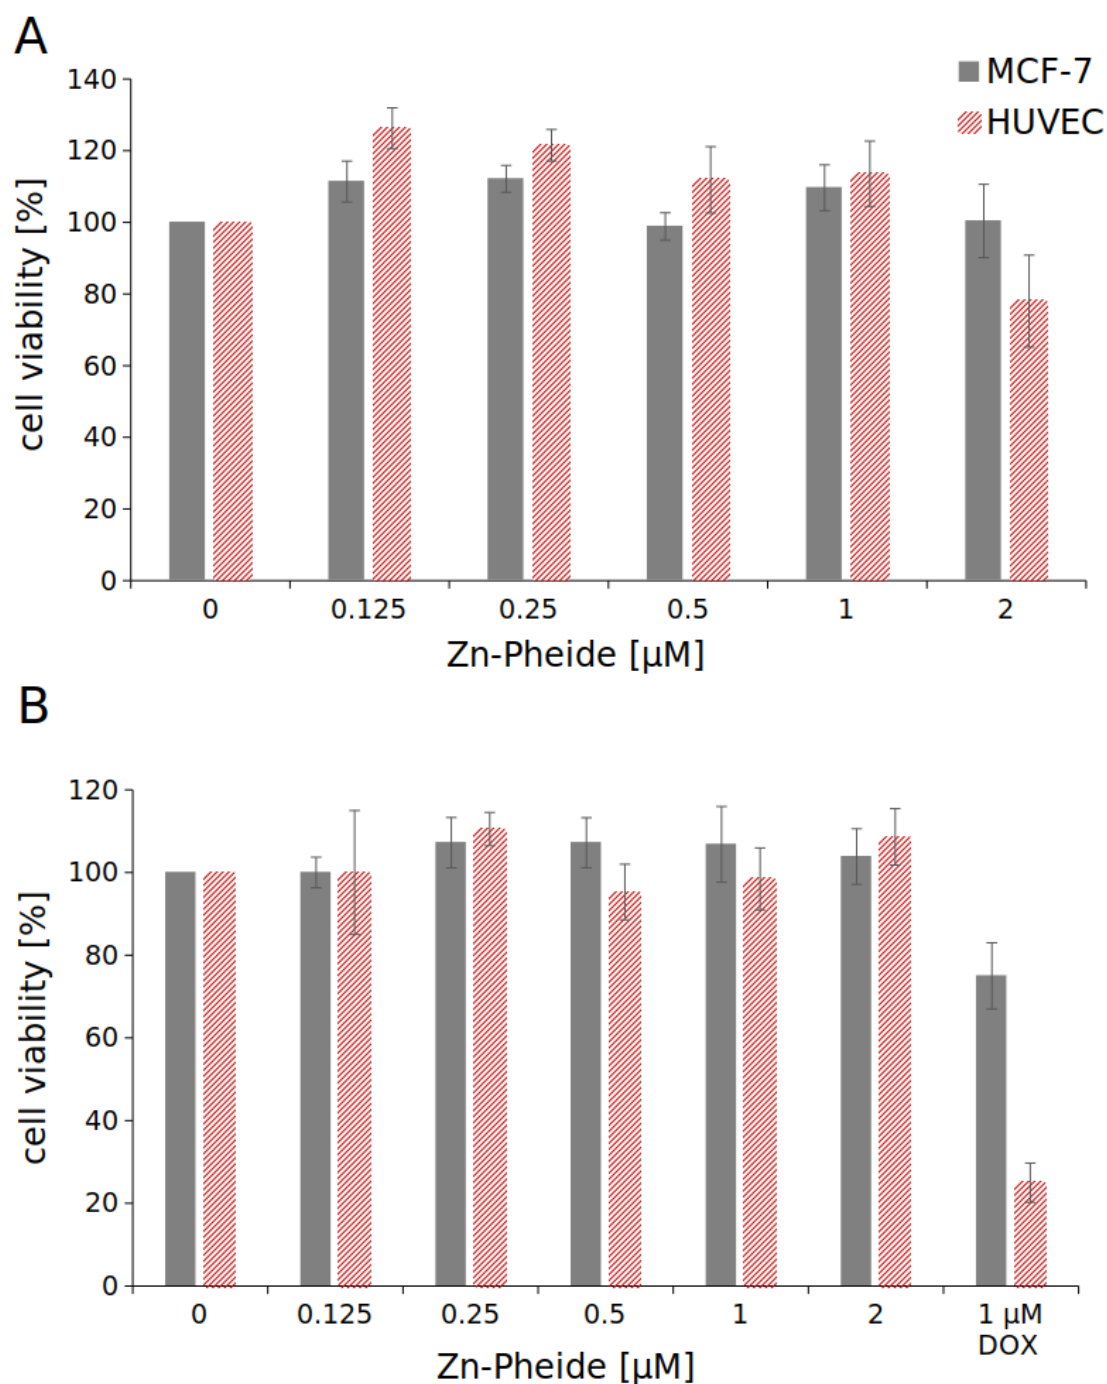 A
MCF-7
HUVEC
140
120
100
80
60
40
20
0
cell viability [%]
0 0.125 0.25 0.5 1 2
Zn-Pheide [µM]
B
120
100
80
60
40
20
0
cell viability [%]
0 0.125 0.25 0.5 1 2 1 µM
DOX
Zn-Pheide [µM]